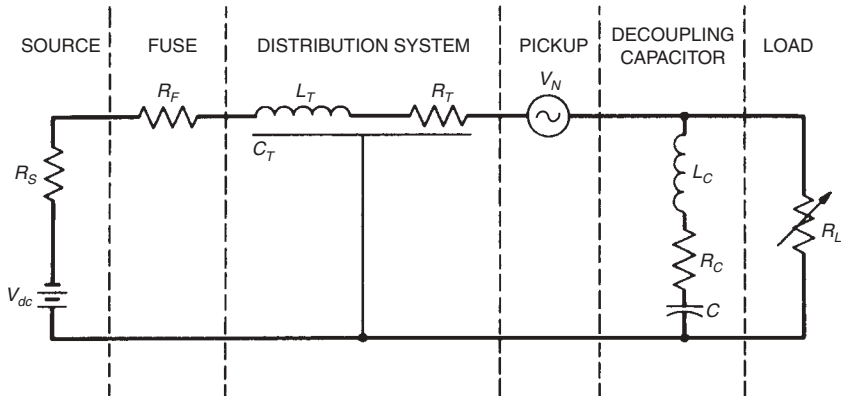 SOURCE
FUSE
DISTRIBUTION SYSTEM
PICKUP
DECOUPLING
CAPACITOR
LOAD
R_F
L_T
R_T
V_N
C_T
R_S
L_C
R_L
R_C
V_dc
C